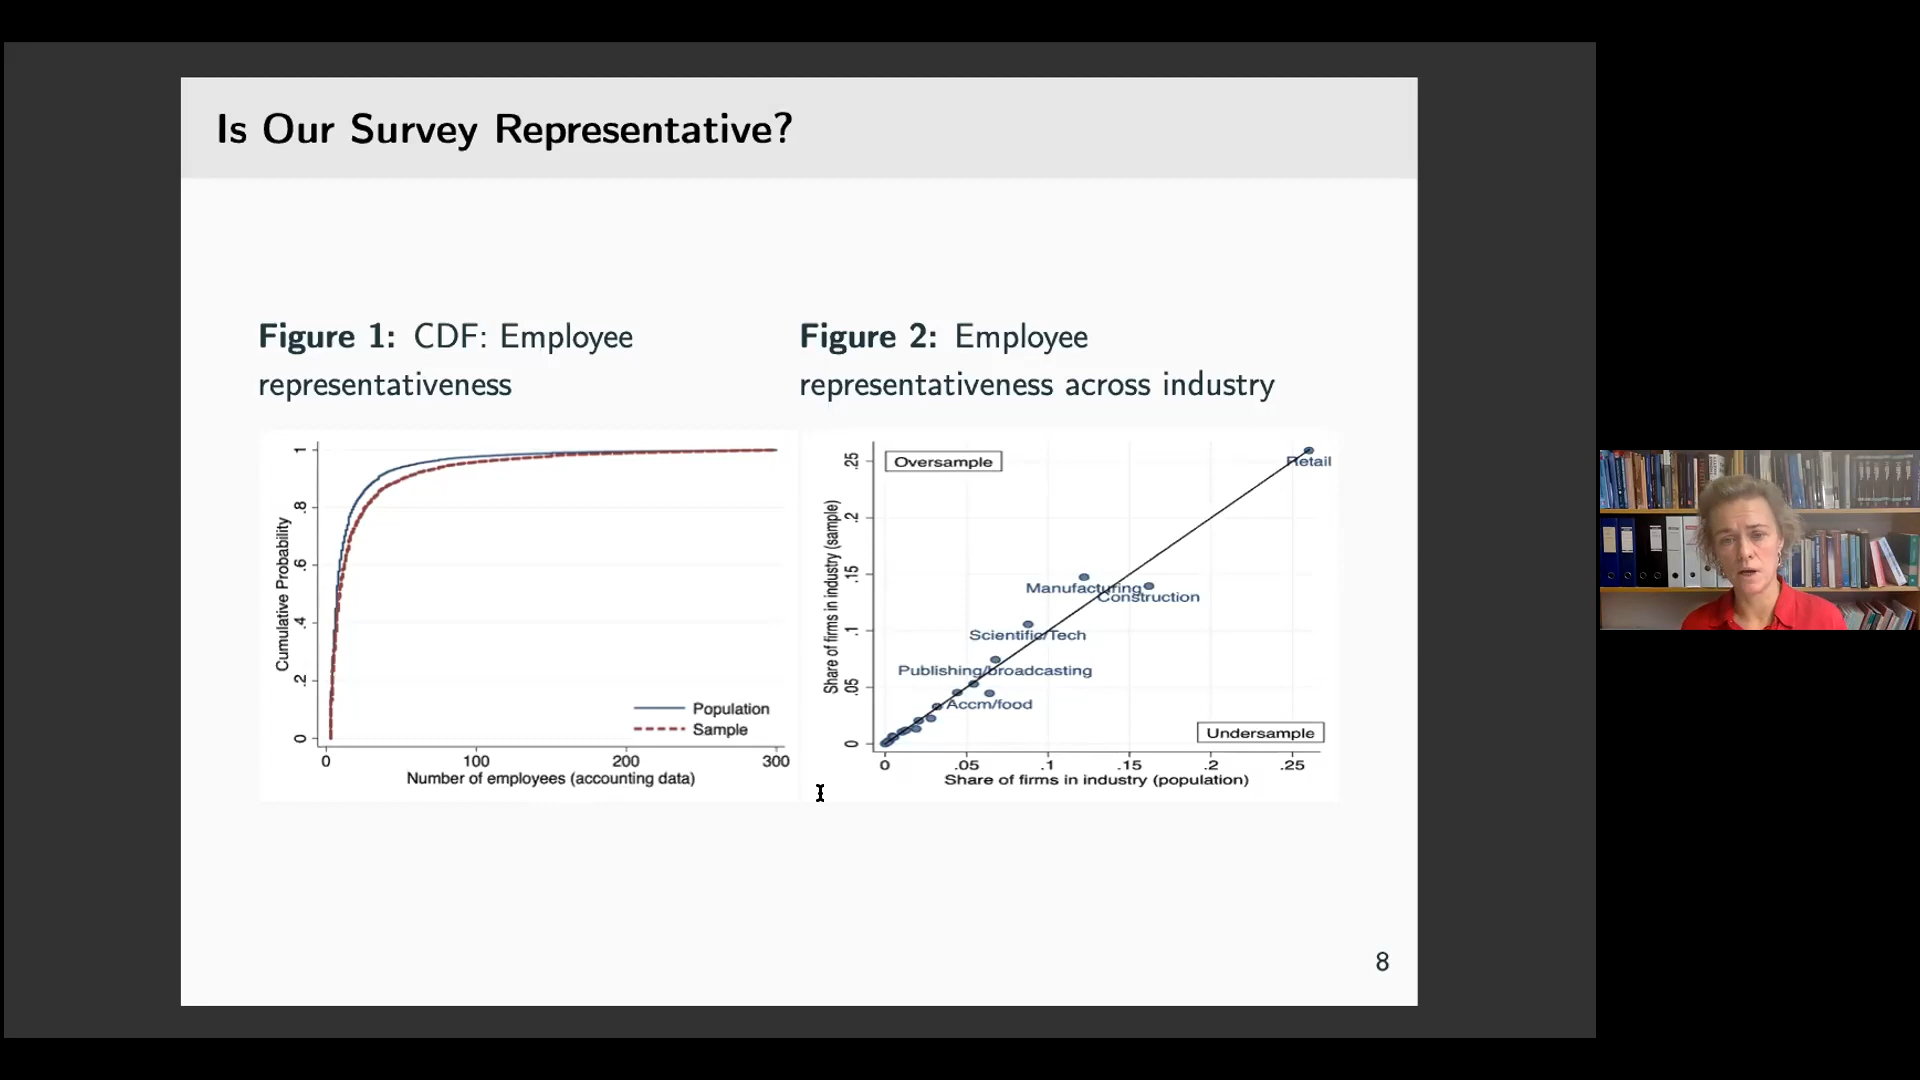 Is Our Survey Representative?
Figure 1: CDF: Employee
representativeness
Cumulative Probability
1
.8
.6
.4
.2
0
Population
Sample
0 100 200 300
Number of employees (accounting data)
Figure 2: Employee
representativeness across industry
Share of firms in industry (sample)
.25
.2
.15
.1
.05
0
Oversample
Retail
Manufacturing
Construction
Scientific/Tech
Publishing/broadcasting
Accm/food
Undersample
0 .05 .1 .15 .2 .25
Share of firms in industry (population)
8